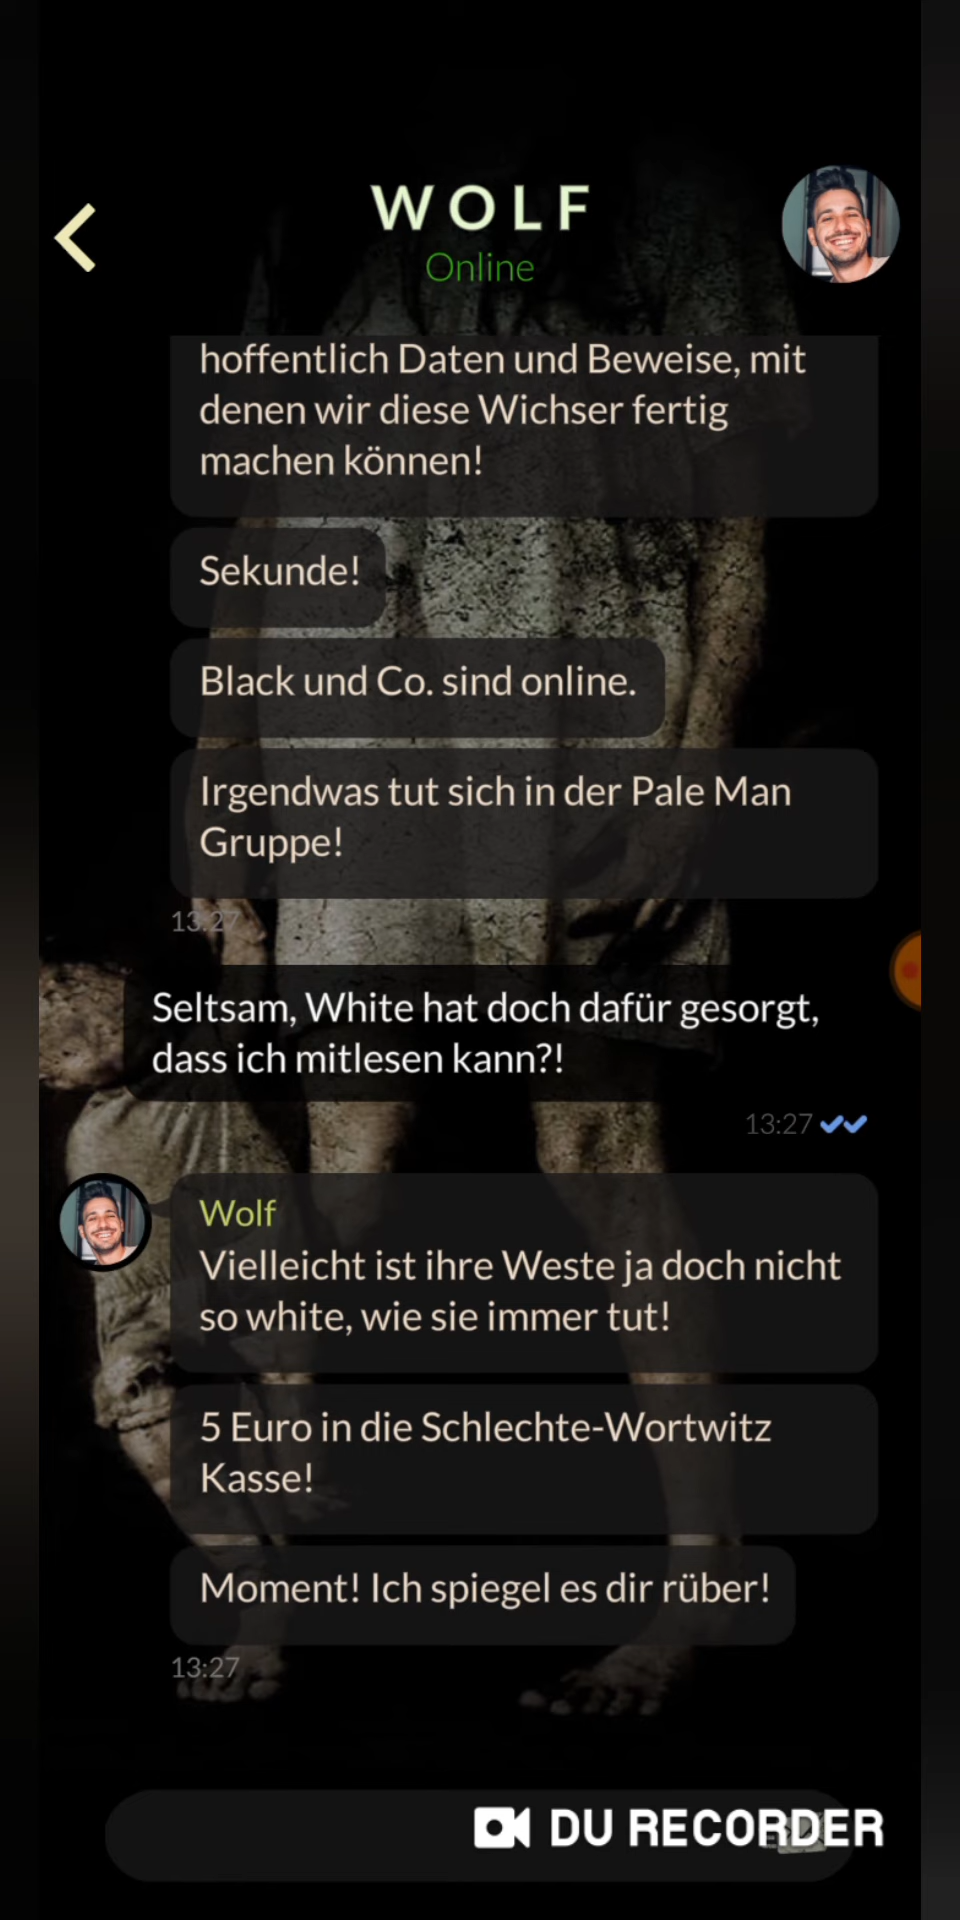 WOLF
Online
hoffentlich Daten und Beweise, mit
denen wir diese Wichser fertig
machen können!
Sekunde!
Black und Co. sind online.
Irgendwas tut sich in der Pale Man
Gruppe!
13:27
Seltsam, White hat doch dafür gesorgt,
dass ich mitlesen kann?!
13:27
Wolf
Vielleicht ist ihre Weste ja doch nicht
so white, wie sie immer tut!
5 Euro in die Schlechte-Wortwitz
Kasse!
Moment! Ich spiegel es dir rüber!
13:27
DU RECORDER